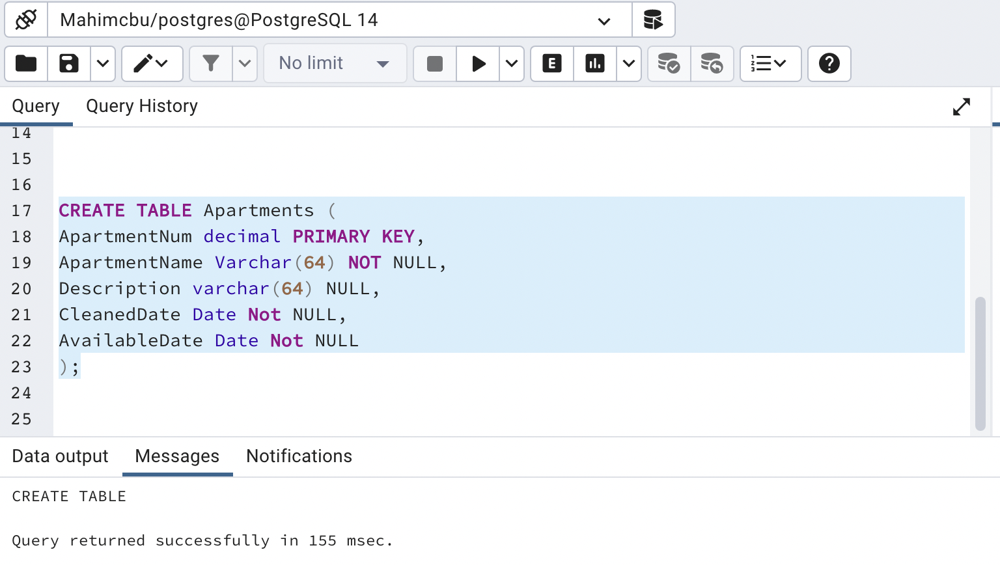 Mahimcbu/postgres@PostgreSQL 14
No limit
E
Query Query History
14
15
16
17 CREATE TABLE Apartments (
18 ApartmentNum decimal PRIMARY KEY,
19 ApartmentName Varchar(64) NOT NULL,
20 Description varchar(64) NULL,
21 CleanedDate Date Not NULL,
22 AvailableDate Date Not NULL
23 );
24
25
Data output Messages Notifications
CREATE TABLE
Query returned successfully in 155 msec.